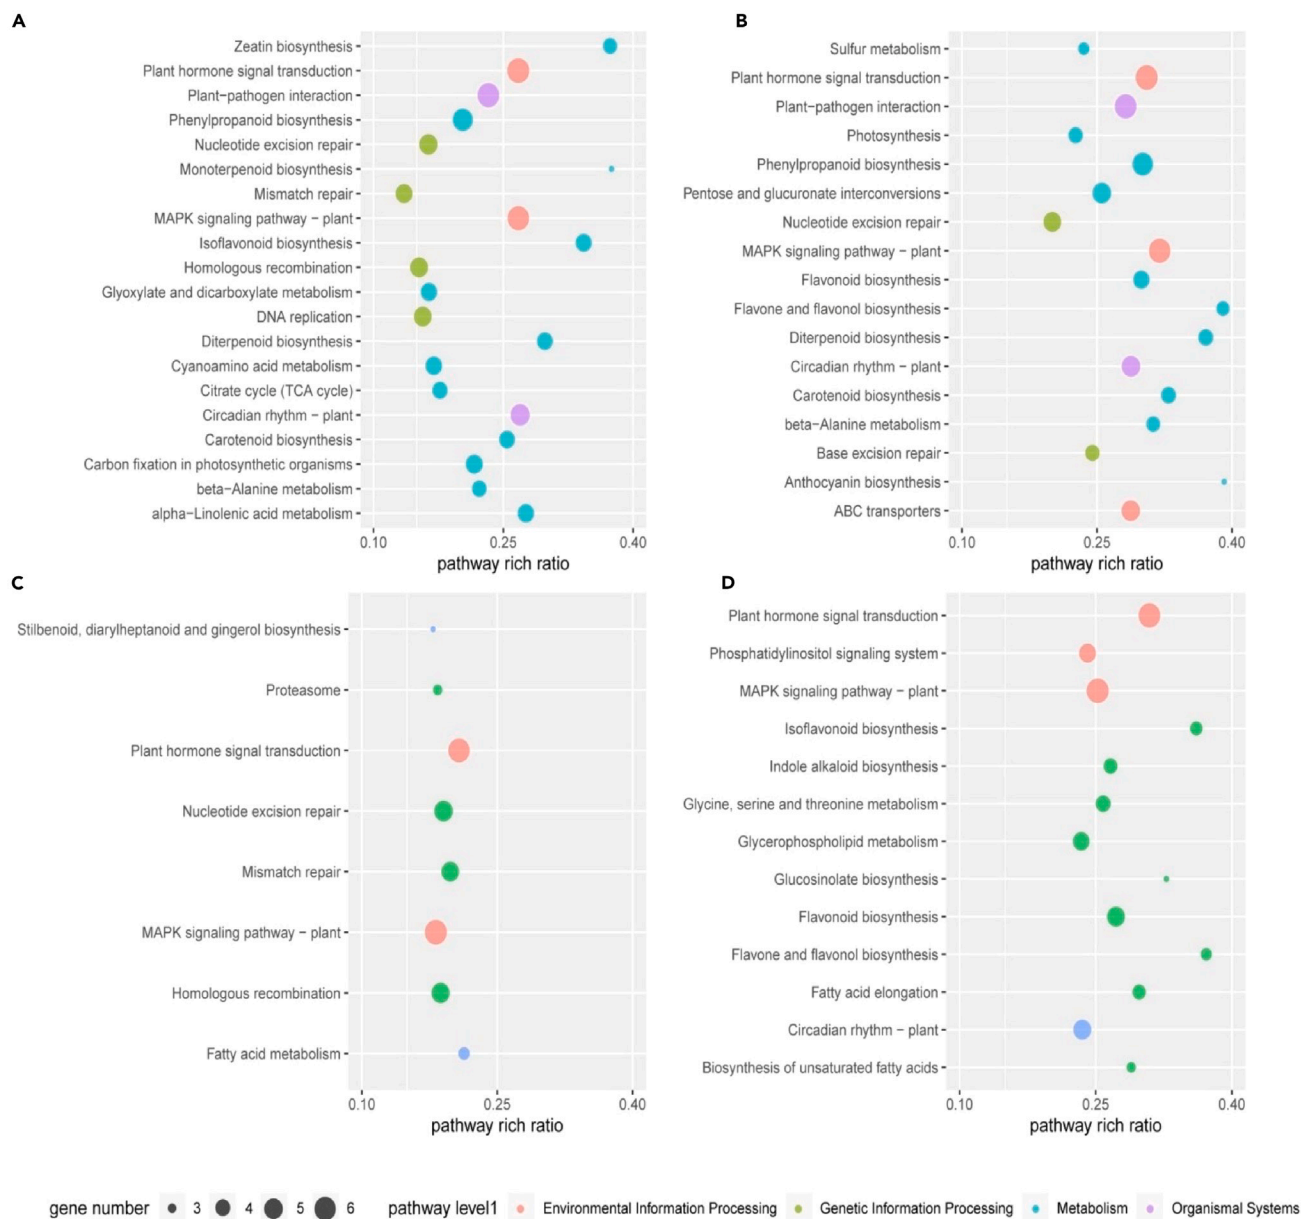 A
Zeatin biosynthesis
Plant hormone signal transduction
Plant−pathogen interaction
Phenylpropanoid biosynthesis
Nucleotide excision repair
Monoterpenoid biosynthesis
Mismatch repair
MAPK signaling pathway − plant
Isoflavonoid biosynthesis
Homologous recombination
Glyoxylate and dicarboxylate metabolism
DNA replication
Diterpenoid biosynthesis
Cyanoamino acid metabolism
Citrate cycle (TCA cycle)
Circadian rhythm − plant
Carotenoid biosynthesis
Carbon fixation in photosynthetic organisms
beta−Alanine metabolism
alpha−Linolenic acid metabolism
0.10 0.25 0.40
pathway rich ratio
B
Sulfur metabolism
Plant hormone signal transduction
Plant−pathogen interaction
Photosynthesis
Phenylpropanoid biosynthesis
Pentose and glucuronate interconversions
Nucleotide excision repair
MAPK signaling pathway − plant
Flavonoid biosynthesis
Flavone and flavonol biosynthesis
Diterpenoid biosynthesis
Circadian rhythm − plant
Carotenoid biosynthesis
beta−Alanine metabolism
Base excision repair
Anthocyanin biosynthesis
ABC transporters
0.10 0.25 0.40
pathway rich ratio
C
Stilbenoid, diarylheptanoid and gingerol biosynthesis
Proteasome
Plant hormone signal transduction
Nucleotide excision repair
Mismatch repair
MAPK signaling pathway − plant
Homologous recombination
Fatty acid metabolism
0.10 0.25 0.40
pathway rich ratio
D
Plant hormone signal transduction
Phosphatidylinositol signaling system
MAPK signaling pathway − plant
Isoflavonoid biosynthesis
Indole alkaloid biosynthesis
Glycine, serine and threonine metabolism
Glycerophospholipid metabolism
Glucosinolate biosynthesis
Flavonoid biosynthesis
Flavone and flavonol biosynthesis
Fatty acid elongation
Circadian rhythm − plant
Biosynthesis of unsaturated fatty acids
0.10 0.25 0.40
pathway rich ratio
gene number 3 4 5 6 pathway level1 Environmental Information Processing Genetic Information Processing Metabolism Organismal Systems